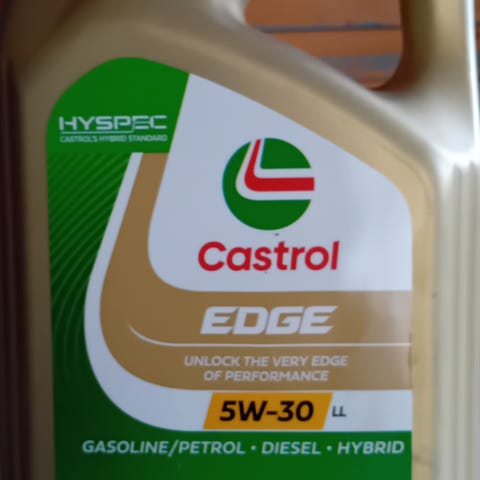 HYSPEC
CASTROL'S HYBRID STANDARD
Castrol
EDGE
UNLOCK THE VERY EDGE
OF PERFORMANCE
5W-30 LL
GASOLINE/PETROL • DIESEL • HYBRID